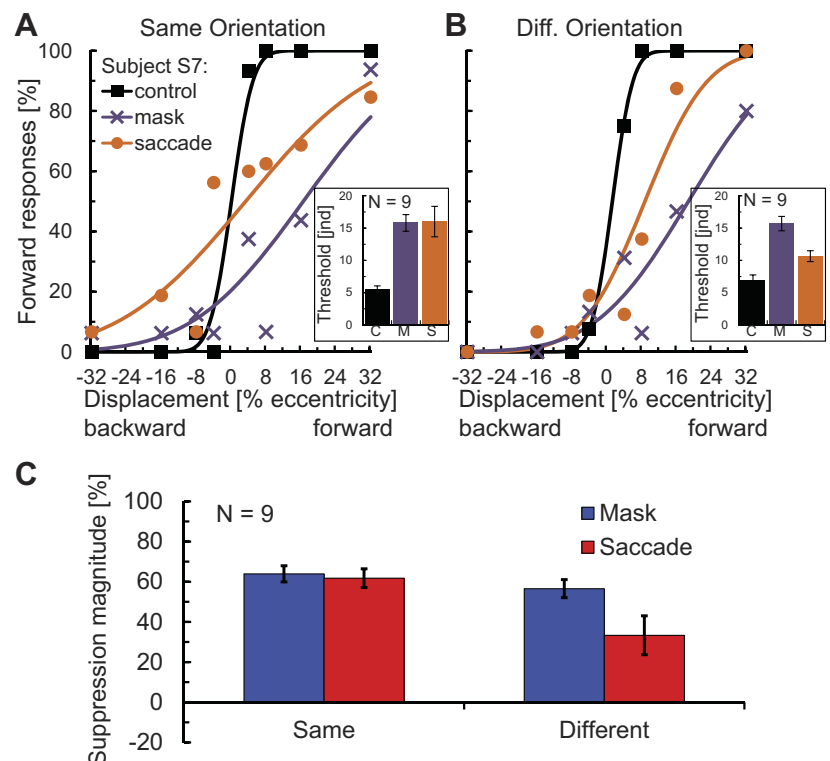 A
Same Orientation
Forward responses [%]
100
80
60
40
20
0
Subject S7:
control
mask
saccade
-32 -24 -16 -8 0 8 16 24 32
Displacement [% eccentricity]
backward forward
N = 9
Threshold [jnd]
20
15
10
5
0
C M S
B
Diff. Orientation
-32 -24 -16 -8 0 8 16 24 32
Displacement [% eccentricity]
backward forward
N = 9
Threshold [jnd]
20
15
10
5
0
C M S
C
Suppression magnitude [%]
100
80
60
40
20
0
-20
N = 9
Mask
Saccade
Same Different